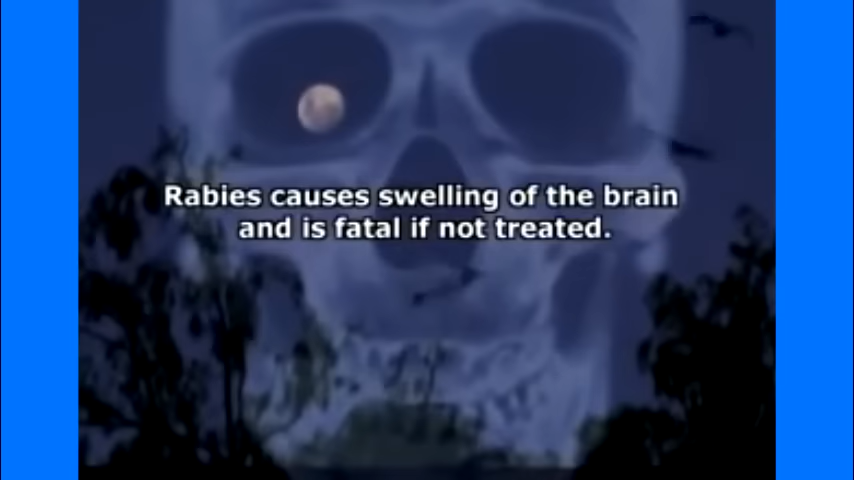 Rabies causes swelling of the brain
and is fatal if not treated.